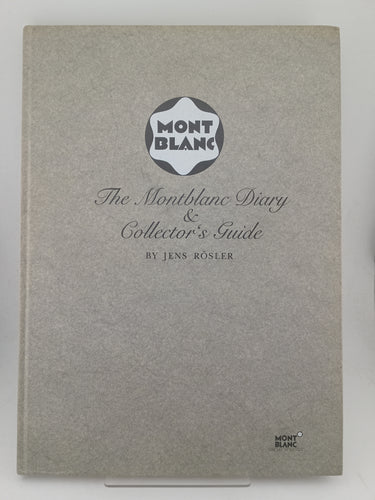 MONT
BLANC
The Montblanc Diary
&
Collector's Guide
BY JENS RÖSLER
MONT
BLANC